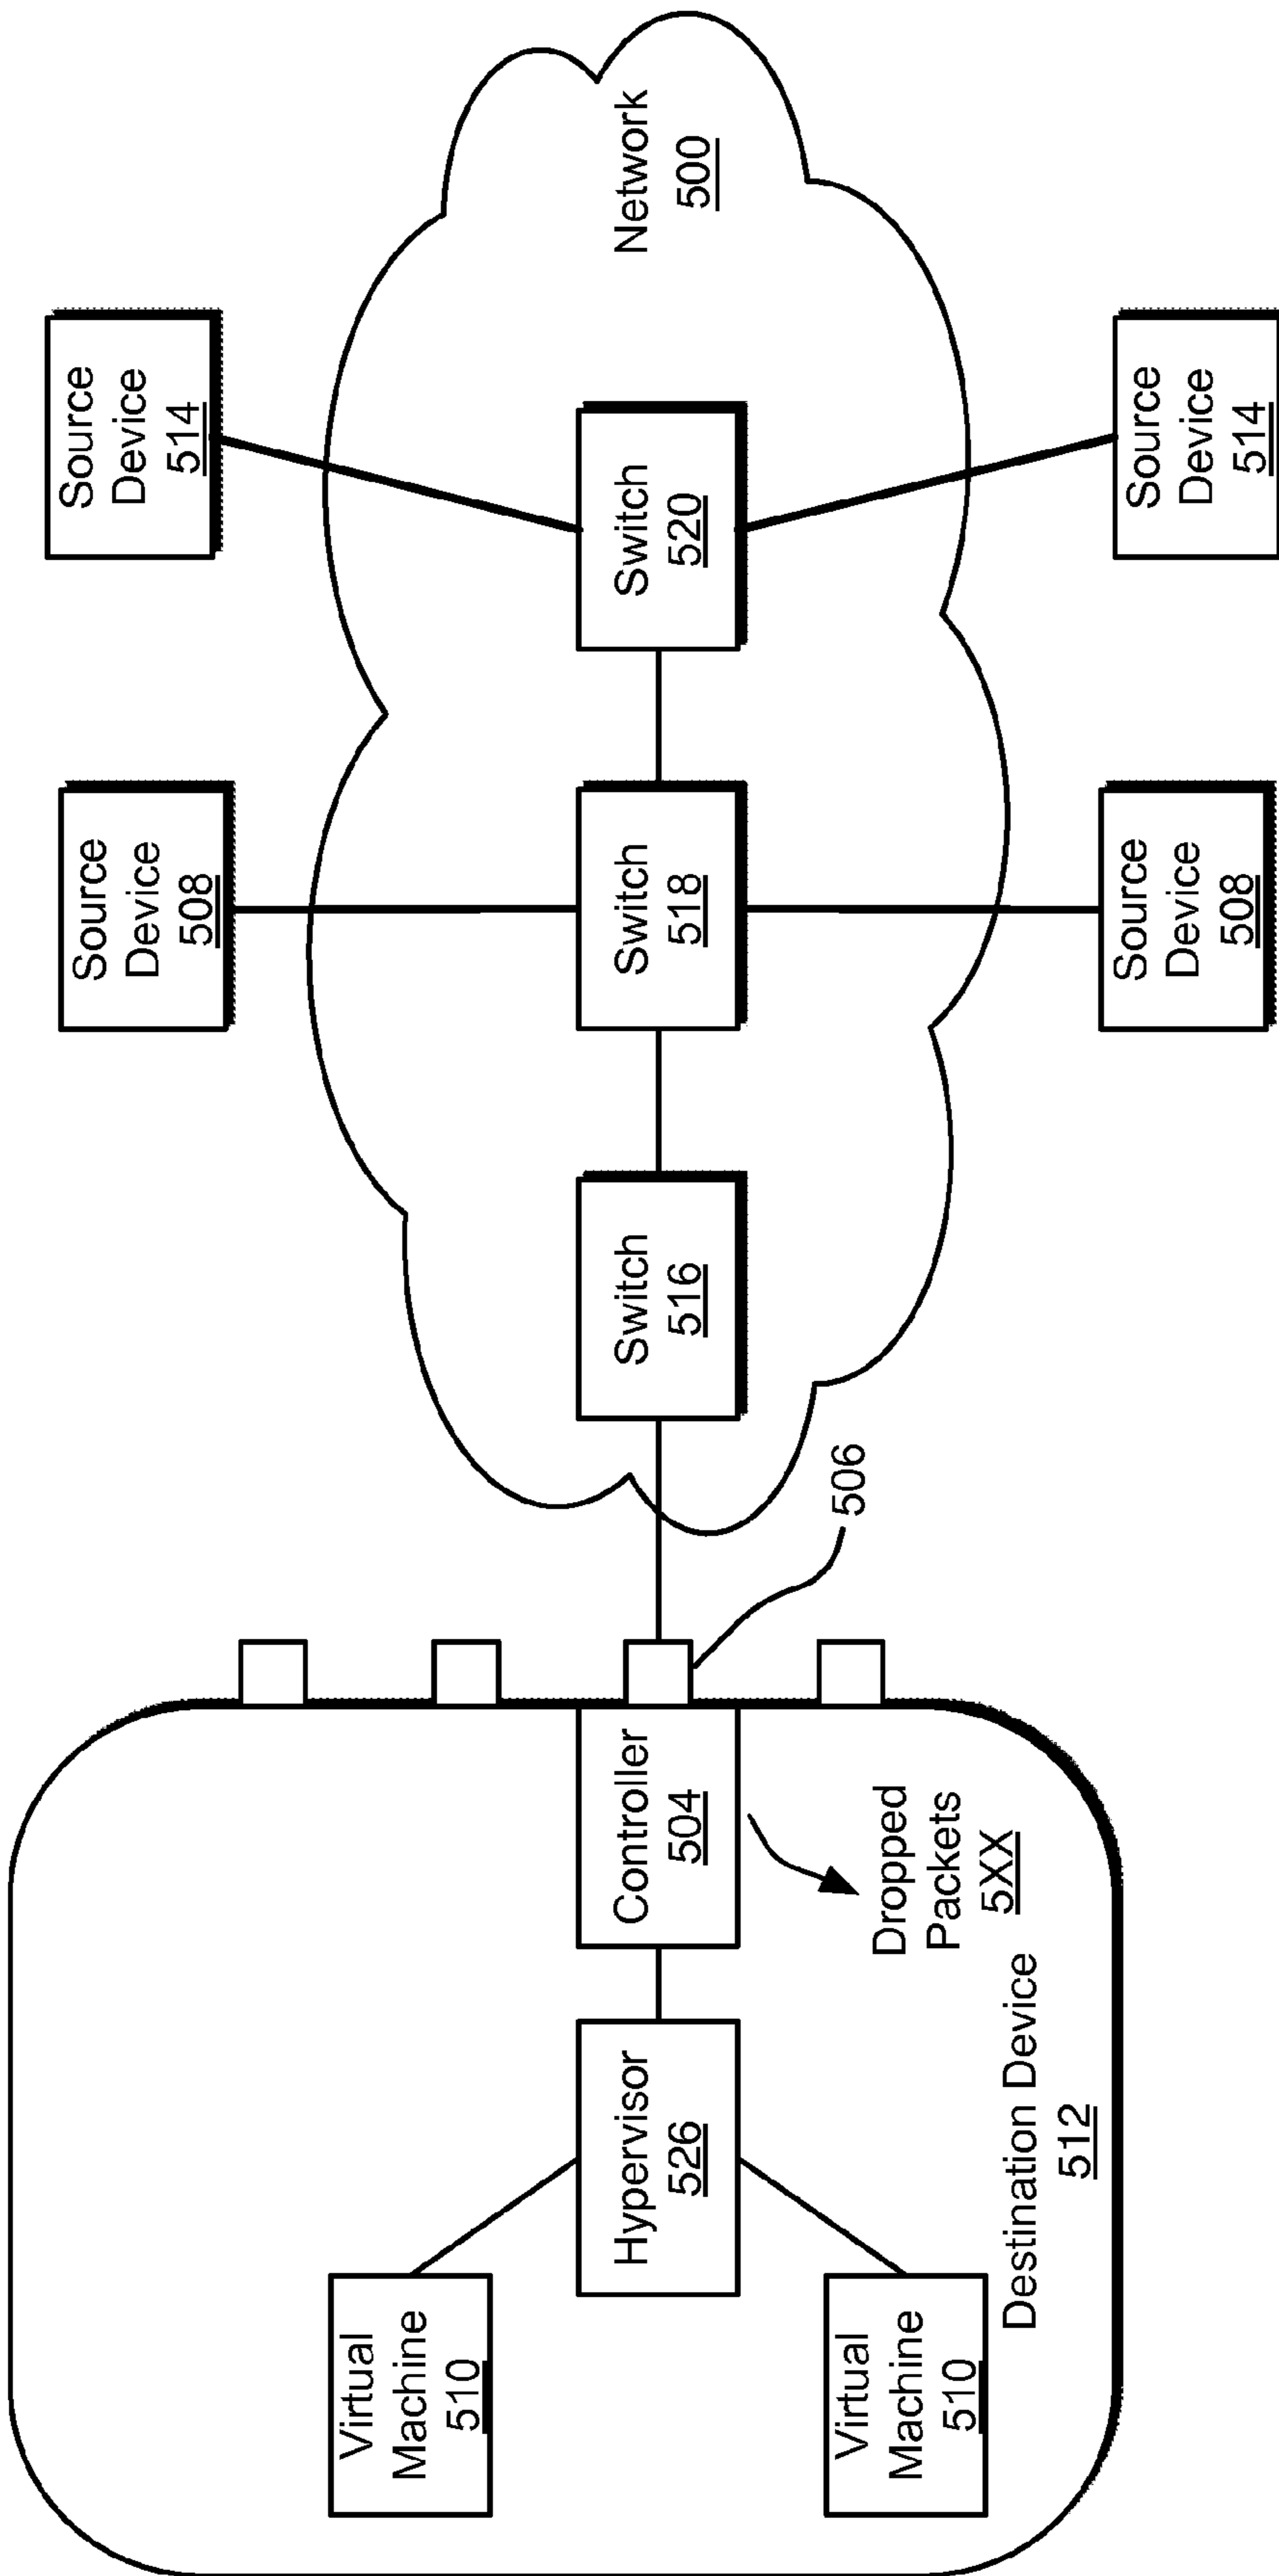 Virtual
Machine
510
Virtual
Machine
510
Hypervisor
526
Destination Device
512
Controller
504
Dropped
Packets
5XX
506
Switch
516
Source
Device
508
Switch
518
Source
Device
508
Source
Device
514
Switch
520
Source
Device
514
Network
500